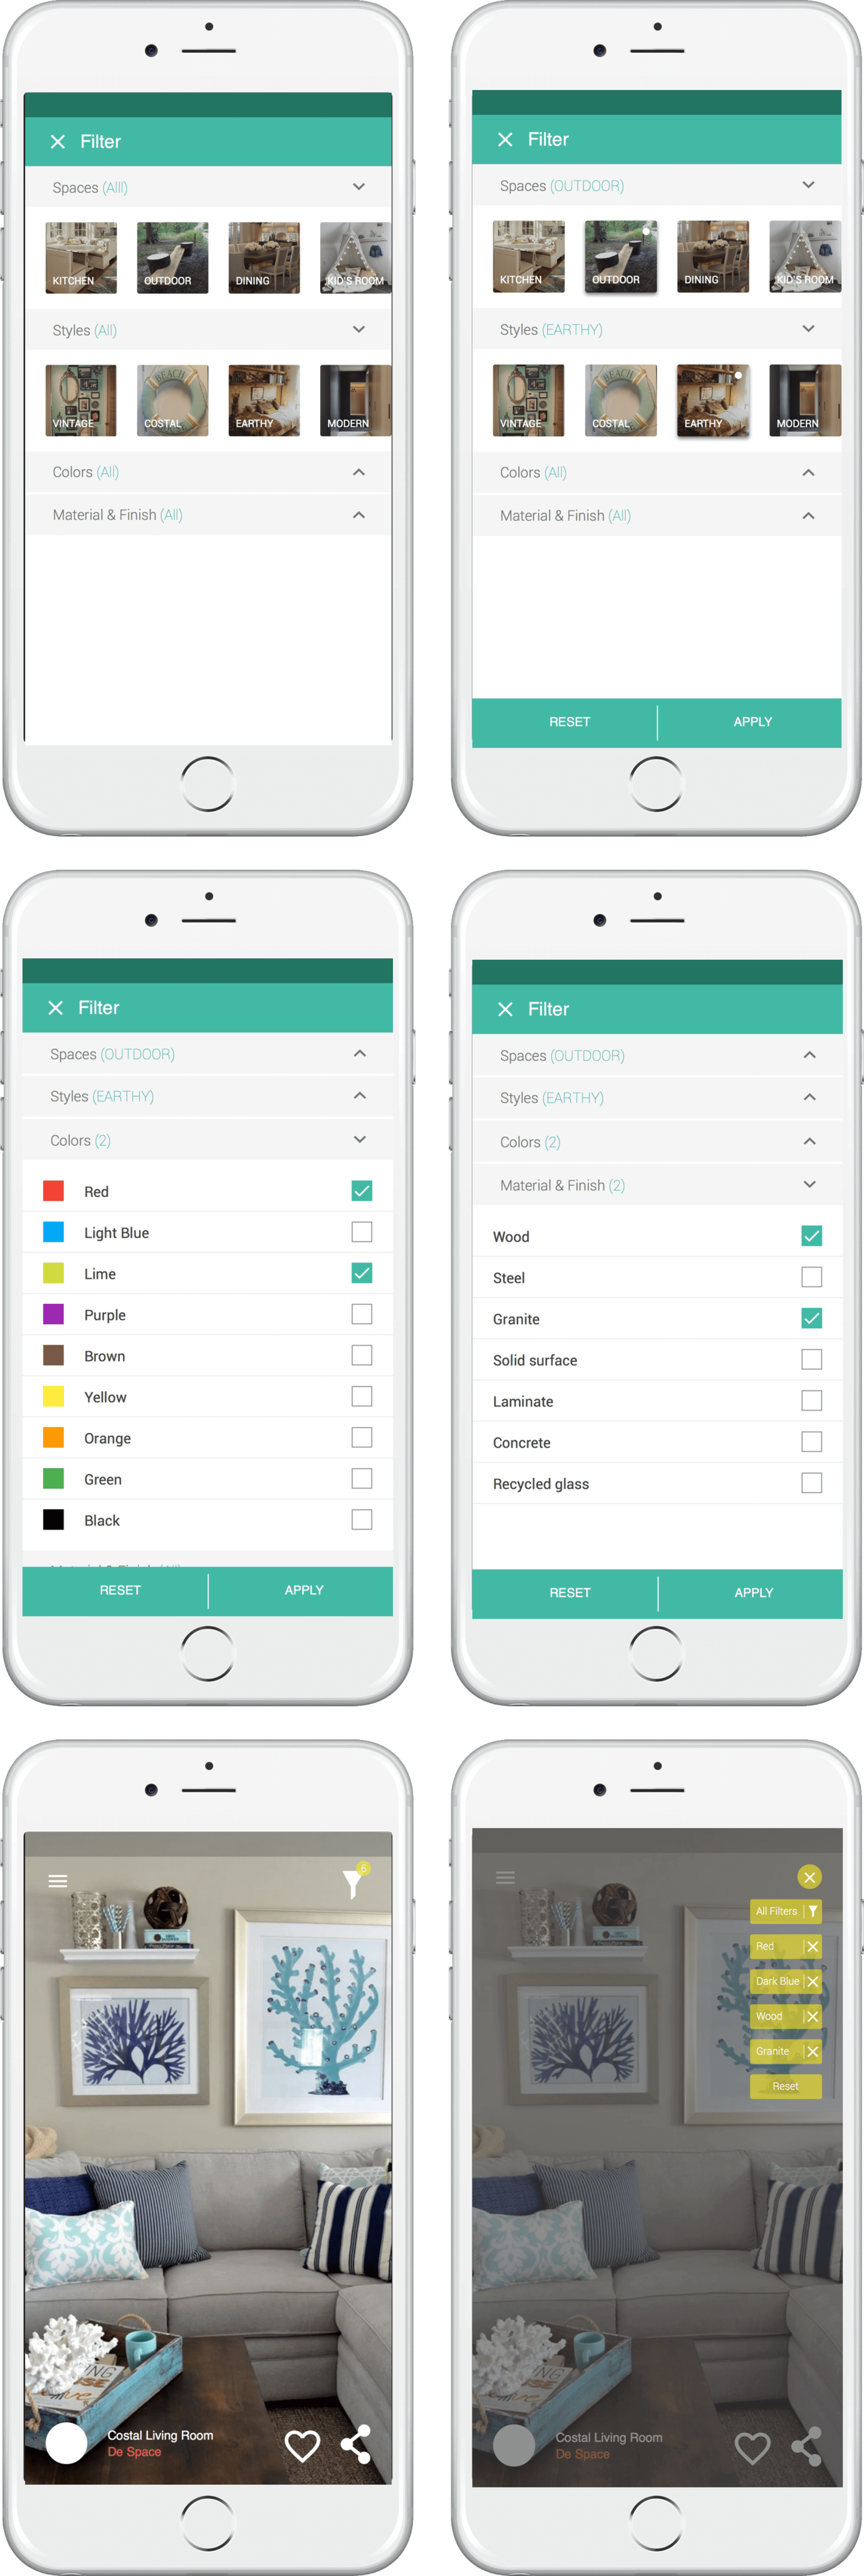 Filter
Spaces (Alll)
KITCHEN
OUTDOOR
DINING
KID'S ROOM
Styles (All)
VINTAGE
BEACH
COSTAL
EARTHY
MODERN
Colors (All)
Material & Finish (All)
Filter
Spaces (OUTDOOR)
KITCHEN
OUTDOOR
DINING
KID'S ROOM
Styles (EARTHY)
VINTAGE
BEACH
COSTAL
EARTHY
MODERN
Colors (All)
Material & Finish (All)
RESET
APPLY
Filter
Spaces (OUTDOOR)
Styles (EARTHY)
Colors (2)
Red
Light Blue
Lime
Purple
Brown
Yellow
Orange
Green
Black
Material & Finish (All)
RESET
APPLY
Filter
Spaces (OUTDOOR)
Styles (EARTHY)
Colors (2)
Material & Finish (2)
Wood
Steel
Granite
Solid surface
Laminate
Concrete
Recycled glass
RESET
APPLY
6
Costal Living Room
De Space
All Filters
Red
Dark Blue
Wood
Granite
Reset
Costal Living Room
De Space